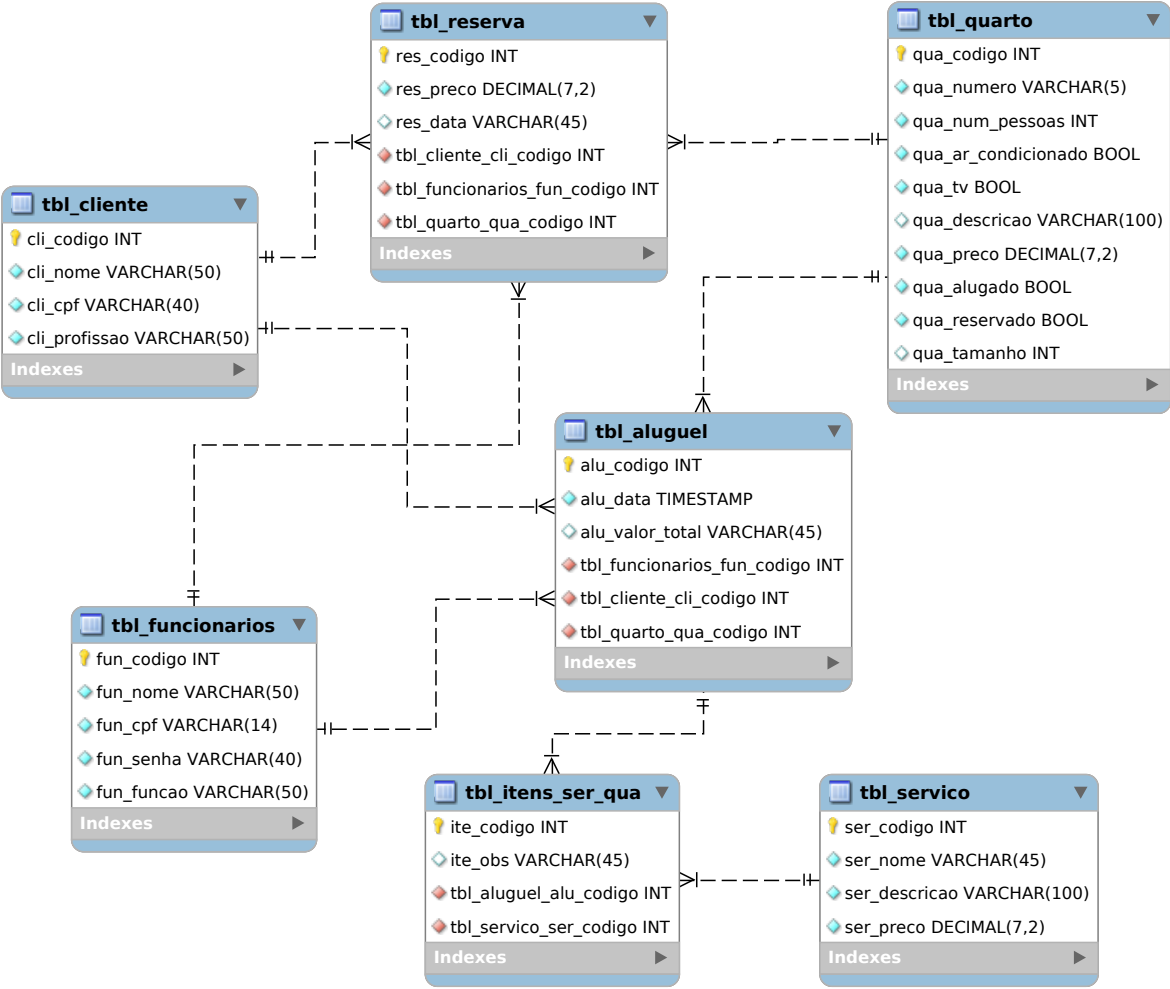 tbl_reserva
res_codigo INT
res_preco DECIMAL(7,2)
res_data VARCHAR(45)
tbl_cliente_cli_codigo INT
tbl_funcionarios_fun_codigo INT
tbl_quarto_qua_codigo INT
Indexes
tbl_quarto
qua_codigo INT
qua_numero VARCHAR(5)
qua_num_pessoas INT
qua_ar_condicionado BOOL
qua_tv BOOL
qua_descricao VARCHAR(100)
qua_preco DECIMAL(7,2)
qua_alugado BOOL
qua_reservado BOOL
qua_tamanho INT
Indexes
tbl_cliente
cli_codigo INT
cli_nome VARCHAR(50)
cli_cpf VARCHAR(40)
cli_profissao VARCHAR(50)
Indexes
tbl_aluguel
alu_codigo INT
alu_data TIMESTAMP
alu_valor_total VARCHAR(45)
tbl_funcionarios_fun_codigo INT
tbl_cliente_cli_codigo INT
tbl_quarto_qua_codigo INT
Indexes
tbl_funcionarios
fun_codigo INT
fun_nome VARCHAR(50)
fun_cpf VARCHAR(14)
fun_senha VARCHAR(40)
fun_funcao VARCHAR(50)
Indexes
tbl_itens_ser_qua
ite_codigo INT
ite_obs VARCHAR(45)
tbl_aluguel_alu_codigo INT
tbl_servico_ser_codigo INT
Indexes
tbl_servico
ser_codigo INT
ser_nome VARCHAR(45)
ser_descricao VARCHAR(100)
ser_preco DECIMAL(7,2)
Indexes